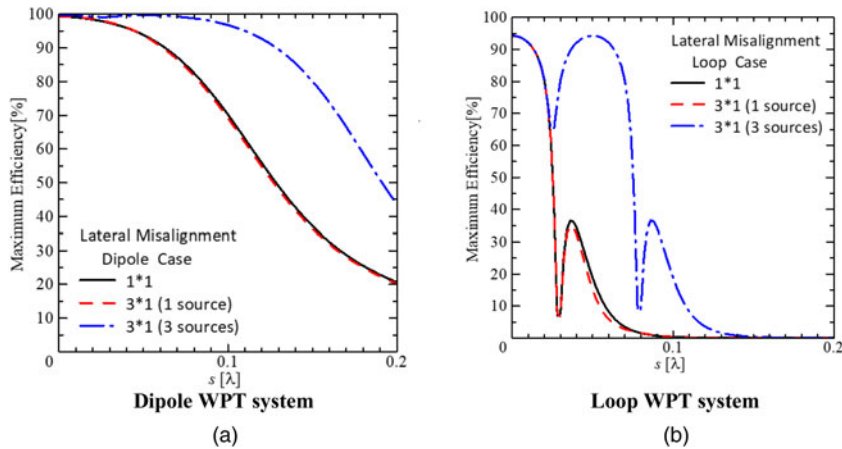 Maximum Efficiency[%]
100
90
80
70
60
50
40
30
20
10
0
0
0.1
0.2
s [λ]
Lateral Misalignment
Dipole Case
1*1
3*1 (1 source)
3*1 (3 sources)
Dipole WPT system
(a)
Maximum Efficiency[%]
100
90
80
70
60
50
40
30
20
10
0
0
0.1
0.2
s [λ]
Lateral Misalignment
Loop Case
1*1
3*1 (1 source)
3*1 (3 sources)
Loop WPT system
(b)